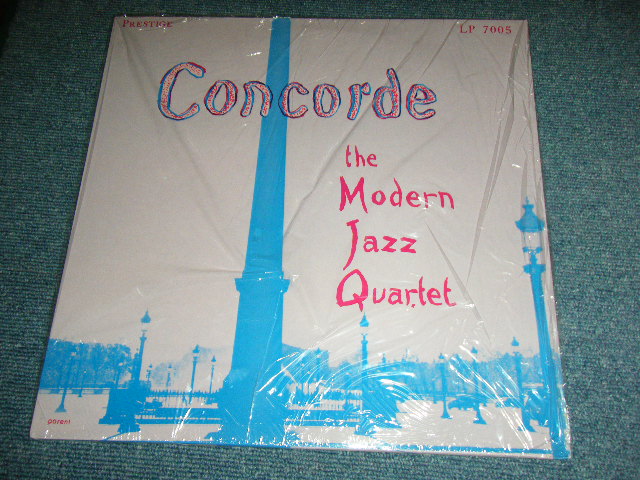 PRESTIGE
LP 7005
Concorde
the
Modern
Jazz
Quartet
parent